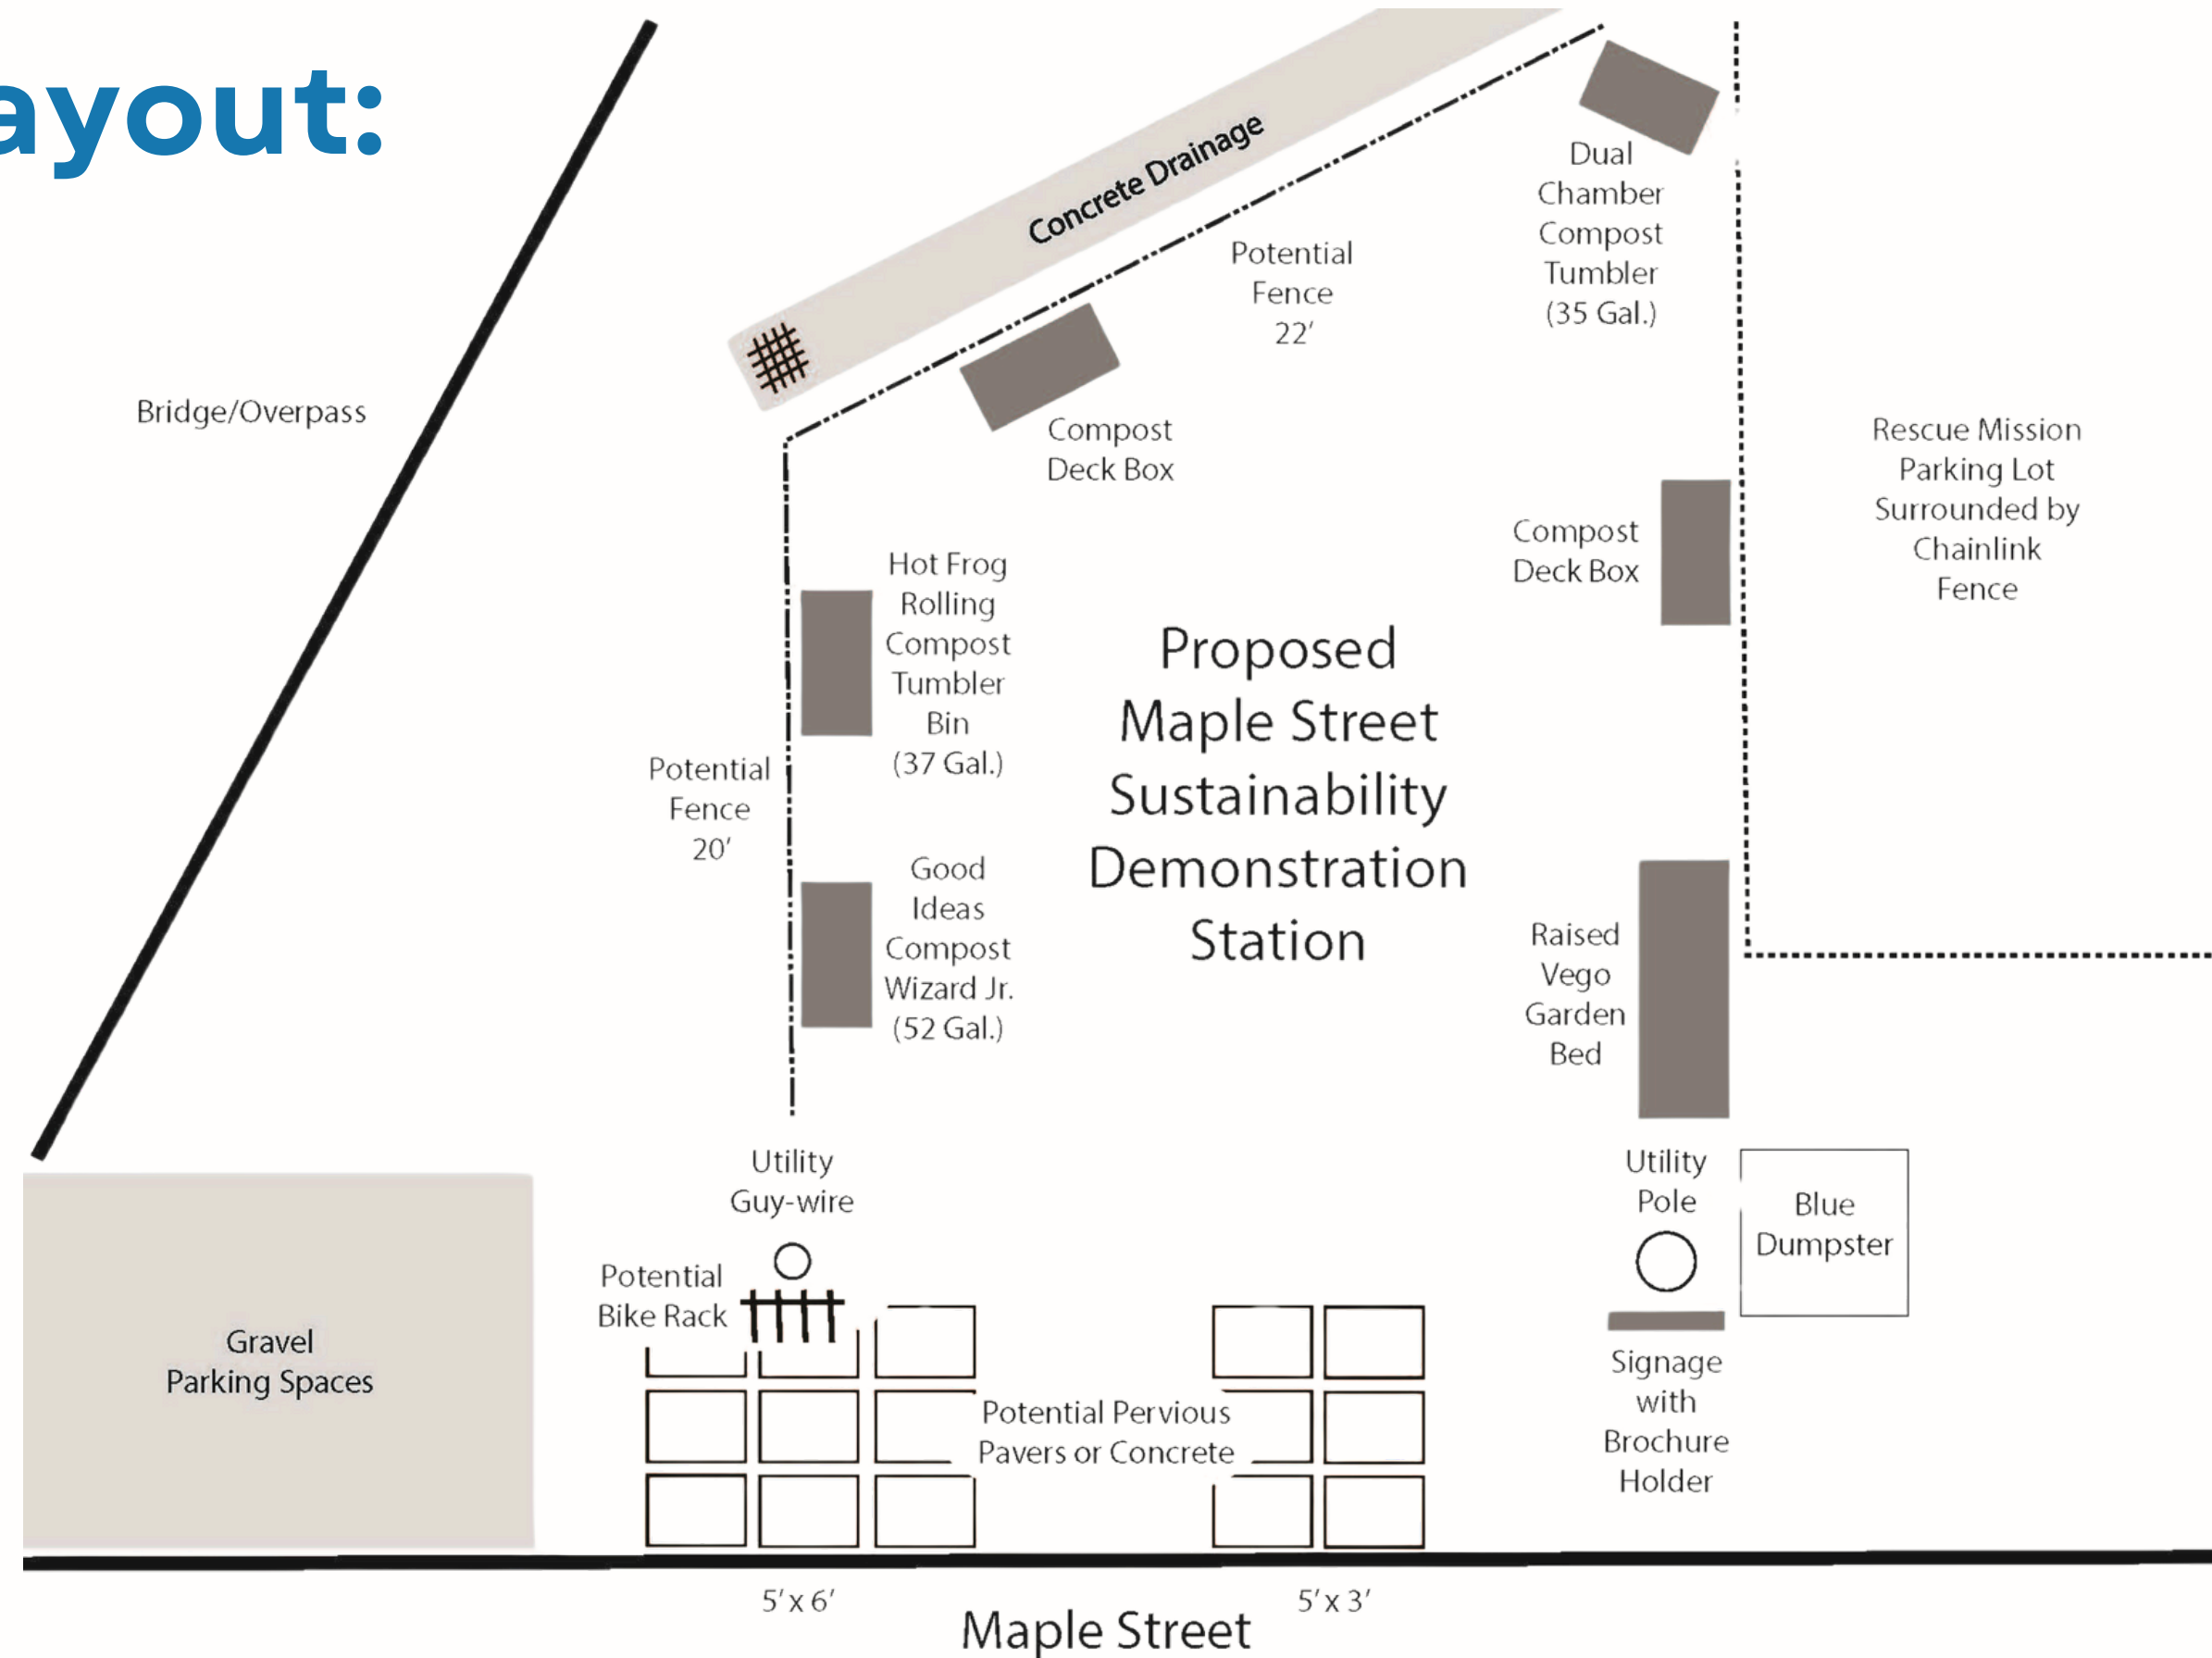 ayout:
Concrete Drainage
Dual
Chamber
Compost
Tumbler
(35 Gal.)
Potential
Fence
22'
Bridge/Overpass
Compost
Deck Box
Rescue Mission
Parking Lot
Surrounded by
Chainlink
Fence
Compost
Deck Box
Hot Frog
Rolling
Compost
Tumbler
Bin
(37 Gal.)
Proposed
Maple Street
Sustainability
Demonstration
Station
Potential
Fence
20'
Good
Ideas
Compost
Wizard Jr.
(52 Gal.)
Raised
Vego
Garden
Bed
Utility
Guy-wire
Utility
Pole
Blue
Dumpster
Potential
Bike Rack
Gravel
Parking Spaces
Potential Pervious
Pavers or Concrete
Signage
with
Brochure
Holder
5' x 6'
5' x 3'
Maple Street